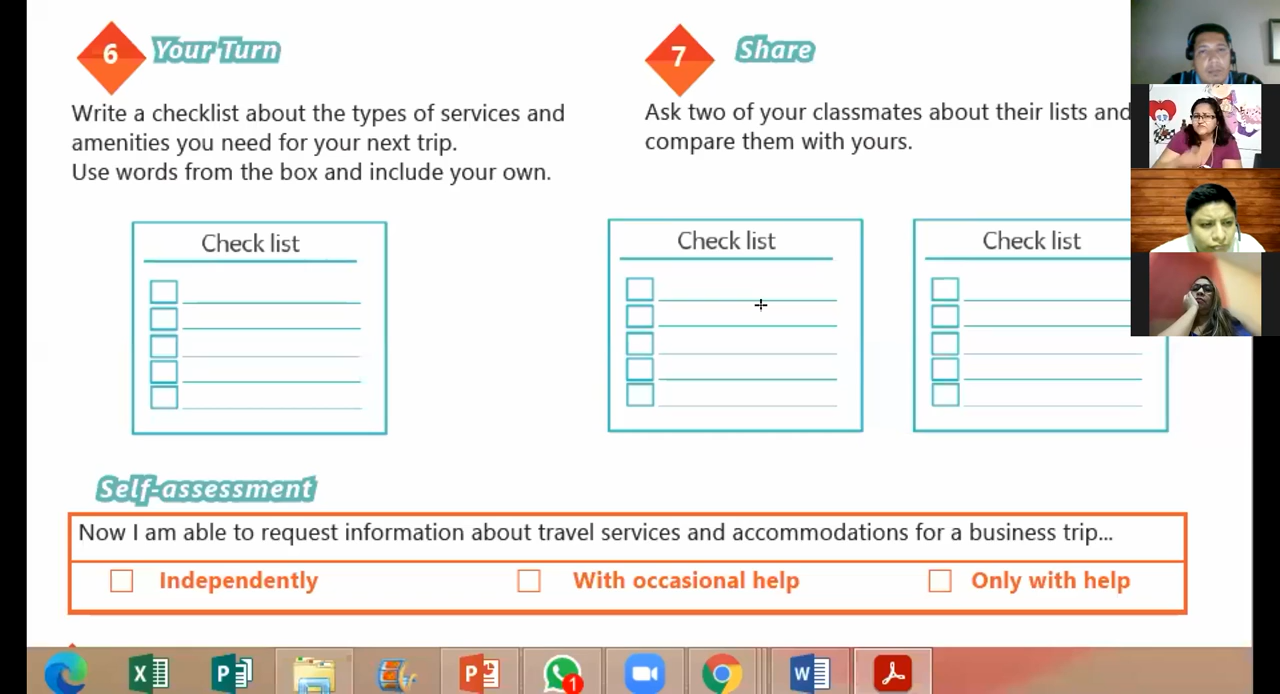 6 Your Turn
Write a checklist about the types of services and
amenities you need for your next trip.
Use words from the box and include your own.
Check list
7 Share
Ask two of your classmates about their lists and
compare them with yours.
Check list
Check list
Self-assessment
Now I am able to request information about travel services and accommodations for a business trip...
Independently
With occasional help
Only with help
X
P
P
1
W